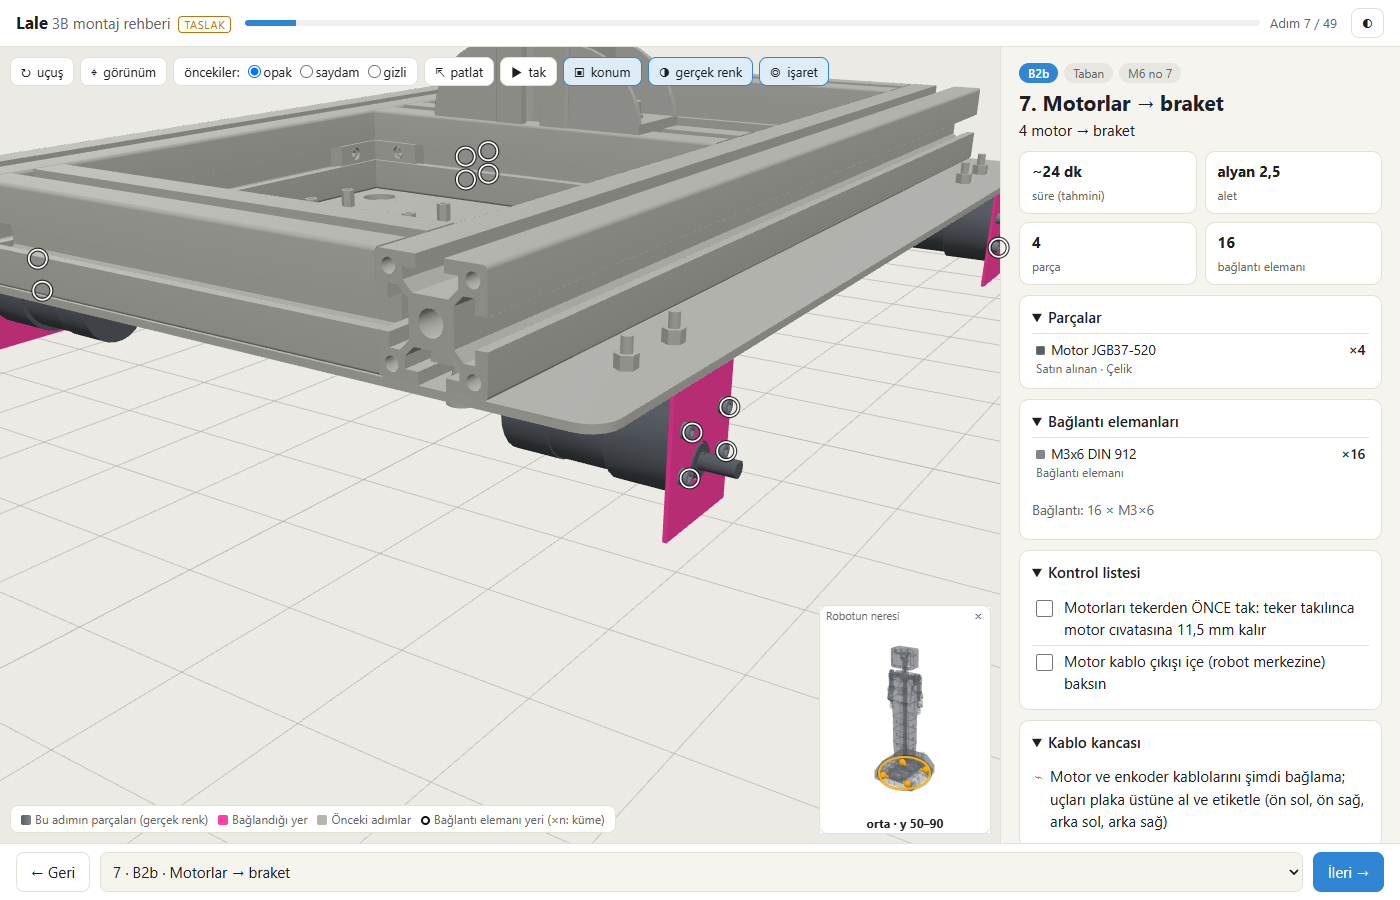 Lale 3B montaj rehberi TASLAK
Adım 7 / 49
↻ uçuş
⌖ görünüm
öncekiler: opak saydam gizli
⇱ patlat
▶ tak
▣ konum
◑ gerçek renk
◎ işaret
B2b Taban M6 no 7
7. Motorlar → braket
4 motor → braket
~24 dk
süre (tahmini)
alyan 2,5
alet
4
parça
16
bağlantı elemanı
▼ Parçalar
Motor JGB37-520 ×4
Satın alınan · Çelik
▼ Bağlantı elemanları
M3x6 DIN 912 ×16
Bağlantı elemanı
Bağlantı: 16 × M3×6
▼ Kontrol listesi
Motorları tekerden ÖNCE tak: teker takılınca
motor cıvatasına 11,5 mm kalır
Motor kablo çıkışı içe (robot merkezine)
baksın
▼ Kablo kancası
Motor ve enkoder kablolarını şimdi bağlama;
uçları plaka üstüne al ve etiketle (ön sol, ön sağ,
arka sol, arka sağ)
Robotun neresi ×
orta · y 50–90
Bu adımın parçaları (gerçek renk) Bağlandığı yer Önceki adımlar Bağlantı elemanı yeri (×n: küme)
← Geri
7 · B2b · Motorlar → braket
İleri →